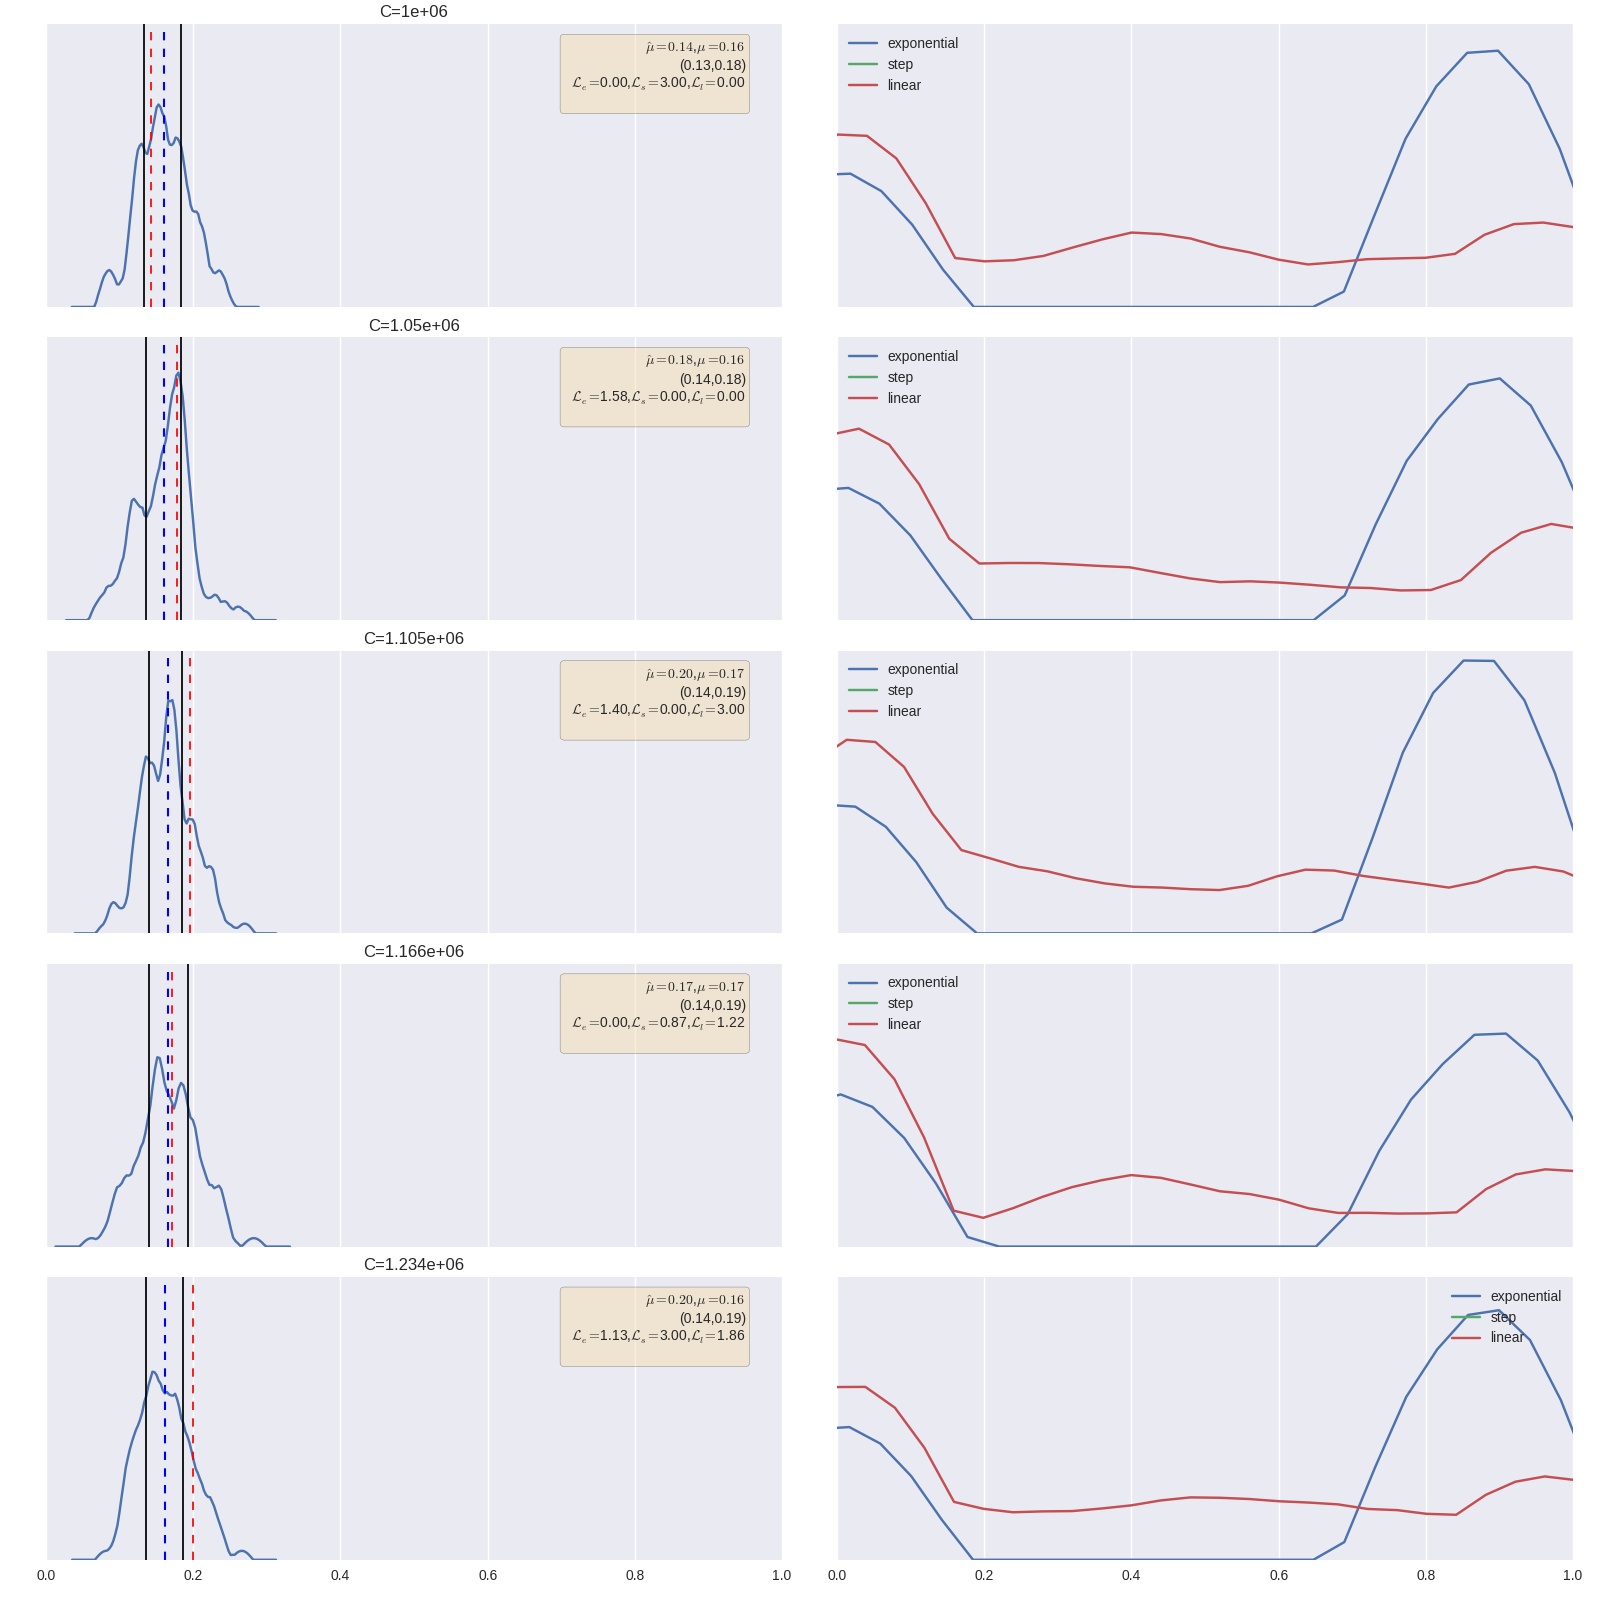 C=1e+06
μ̂=0.14,μ=0.16
(0.13,0.18)
ℒₑ=0.00,ℒₛ=3.00,ℒₗ=0.00
exponential
step
linear
C=1.05e+06
μ̂=0.18,μ=0.16
(0.14,0.18)
ℒₑ=1.58,ℒₛ=0.00,ℒₗ=0.00
exponential
step
linear
C=1.105e+06
μ̂=0.20,μ=0.17
(0.14,0.19)
ℒₑ=1.40,ℒₛ=0.00,ℒₗ=3.00
exponential
step
linear
C=1.166e+06
μ̂=0.17,μ=0.17
(0.14,0.19)
ℒₑ=0.00,ℒₛ=0.87,ℒₗ=1.22
exponential
step
linear
C=1.234e+06
μ̂=0.20,μ=0.16
(0.14,0.19)
ℒₑ=1.13,ℒₛ=3.00,ℒₗ=1.86
exponential
step
linear
0.0 0.2 0.4 0.6 0.8 1.0
0.0 0.2 0.4 0.6 0.8 1.0